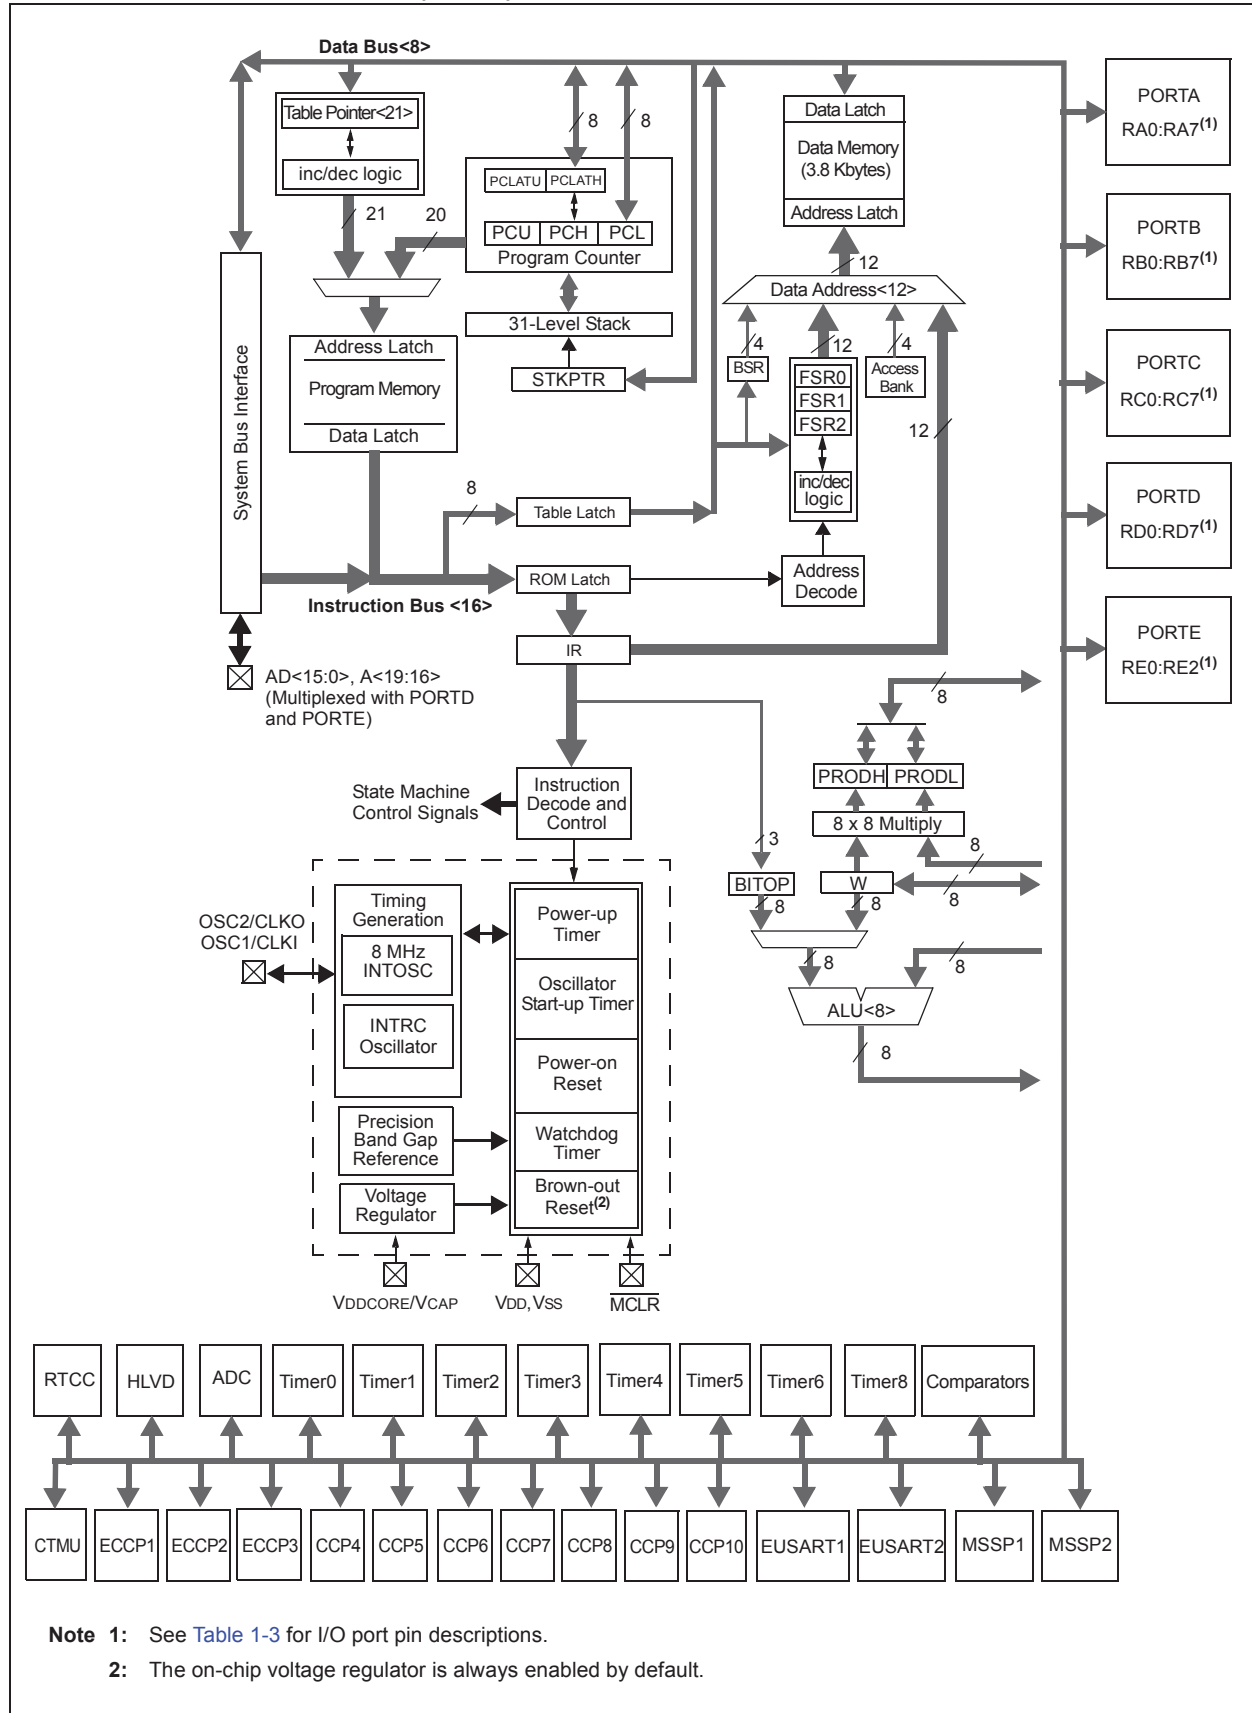 Data Bus<8>
Table Pointer<21>
inc/dec logic
21
20
8
8
PCLATU PCLATH
PCU PCH PCL
Program Counter
31-Level Stack
STKPTR
Data Latch
Data Memory
(3.8 Kbytes)
Address Latch
12
Data Address<12>
4
12
4
BSR
FSR0
FSR1
FSR2
inc/dec
logic
Access
Bank
12
Address
Decode
PORTA
RA0:RA7(1)
PORTB
RB0:RB7(1)
PORTC
RC0:RC7(1)
PORTD
RD0:RD7(1)
PORTE
RE0:RE2(1)
System Bus Interface
Address Latch
Program Memory
Data Latch
8
Table Latch
ROM Latch
Instruction Bus <16>
IR
AD<15:0>, A<19:16>
(Multiplexed with PORTD
and PORTE)
8
PRODH PRODL
8 x 8 Multiply
3
8
BITOP
W
8
8
8
8
8
ALU<8>
8
State Machine
Control Signals
Instruction
Decode and
Control
OSC2/CLKO
OSC1/CLKI
Timing
Generation
8 MHz
INTOSC
INTRC
Oscillator
Precision
Band Gap
Reference
Voltage
Regulator
Power-up
Timer
Oscillator
Start-up Timer
Power-on
Reset
Watchdog
Timer
Brown-out
Reset(2)
VDDCORE/VCAP
VDD, VSS
MCLR
RTCC HLVD ADC Timer0 Timer1 Timer2 Timer3 Timer4 Timer5 Timer6 Timer8 Comparators
CTMU ECCP1 ECCP2 ECCP3 CCP4 CCP5 CCP6 CCP7 CCP8 CCP9 CCP10 EUSART1 EUSART2 MSSP1 MSSP2
Note 1: See Table 1-3 for I/O port pin descriptions.
2: The on-chip voltage regulator is always enabled by default.